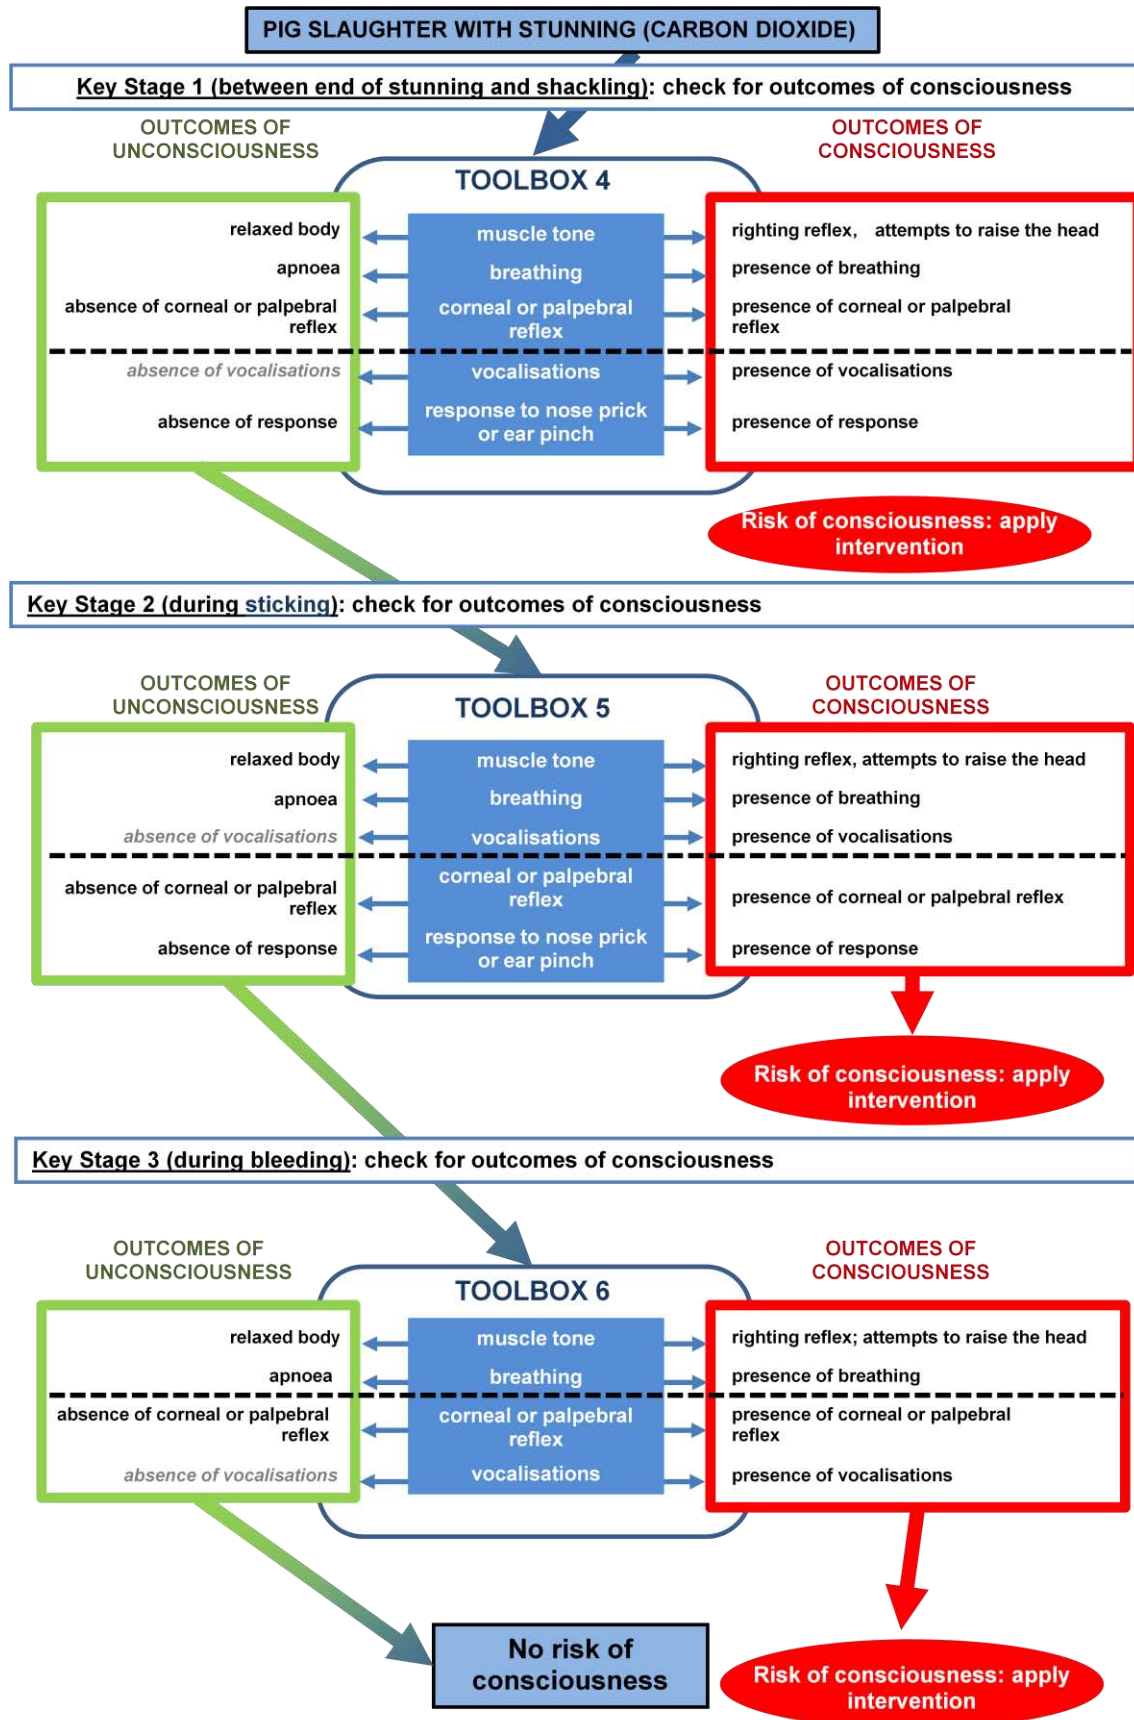 PIG SLAUGHTER WITH STUNNING (CARBON DIOXIDE)
Key Stage 1 (between end of stunning and shackling): check for outcomes of consciousness
OUTCOMES OF
UNCONSCIOUSNESS
OUTCOMES OF
CONSCIOUSNESS
TOOLBOX 4
relaxed body
muscle tone
righting reflex, attempts to raise the head
apnoea
breathing
presence of breathing
absence of corneal or palpebral
reflex
corneal or palpebral
reflex
presence of corneal or palpebral
reflex
absence of vocalisations
vocalisations
presence of vocalisations
absence of response
response to nose prick
or ear pinch
presence of response
Risk of consciousness: apply
intervention
Key Stage 2 (during sticking): check for outcomes of consciousness
OUTCOMES OF
UNCONSCIOUSNESS
OUTCOMES OF
CONSCIOUSNESS
TOOLBOX 5
relaxed body
muscle tone
righting reflex, attempts to raise the head
apnoea
breathing
presence of breathing
absence of vocalisations
vocalisations
presence of vocalisations
absence of corneal or palpebral
reflex
corneal or palpebral
reflex
presence of corneal or palpebral reflex
absence of response
response to nose prick
or ear pinch
presence of response
Risk of consciousness: apply
intervention
Key Stage 3 (during bleeding): check for outcomes of consciousness
OUTCOMES OF
UNCONSCIOUSNESS
OUTCOMES OF
CONSCIOUSNESS
TOOLBOX 6
relaxed body
muscle tone
righting reflex; attempts to raise the head
apnoea
breathing
presence of breathing
absence of corneal or palpebral
reflex
corneal or palpebral
reflex
presence of corneal or palpebral
reflex
absence of vocalisations
vocalisations
presence of vocalisations
No risk of
consciousness
Risk of consciousness: apply
intervention